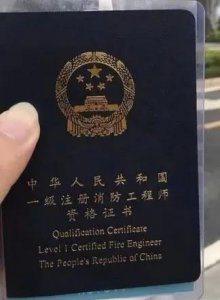 中华人民共和国
一级注册消防工程师
资格证书
Qualification Certificate
Level 1 Certified Fire Engineer
The People's Republic of China